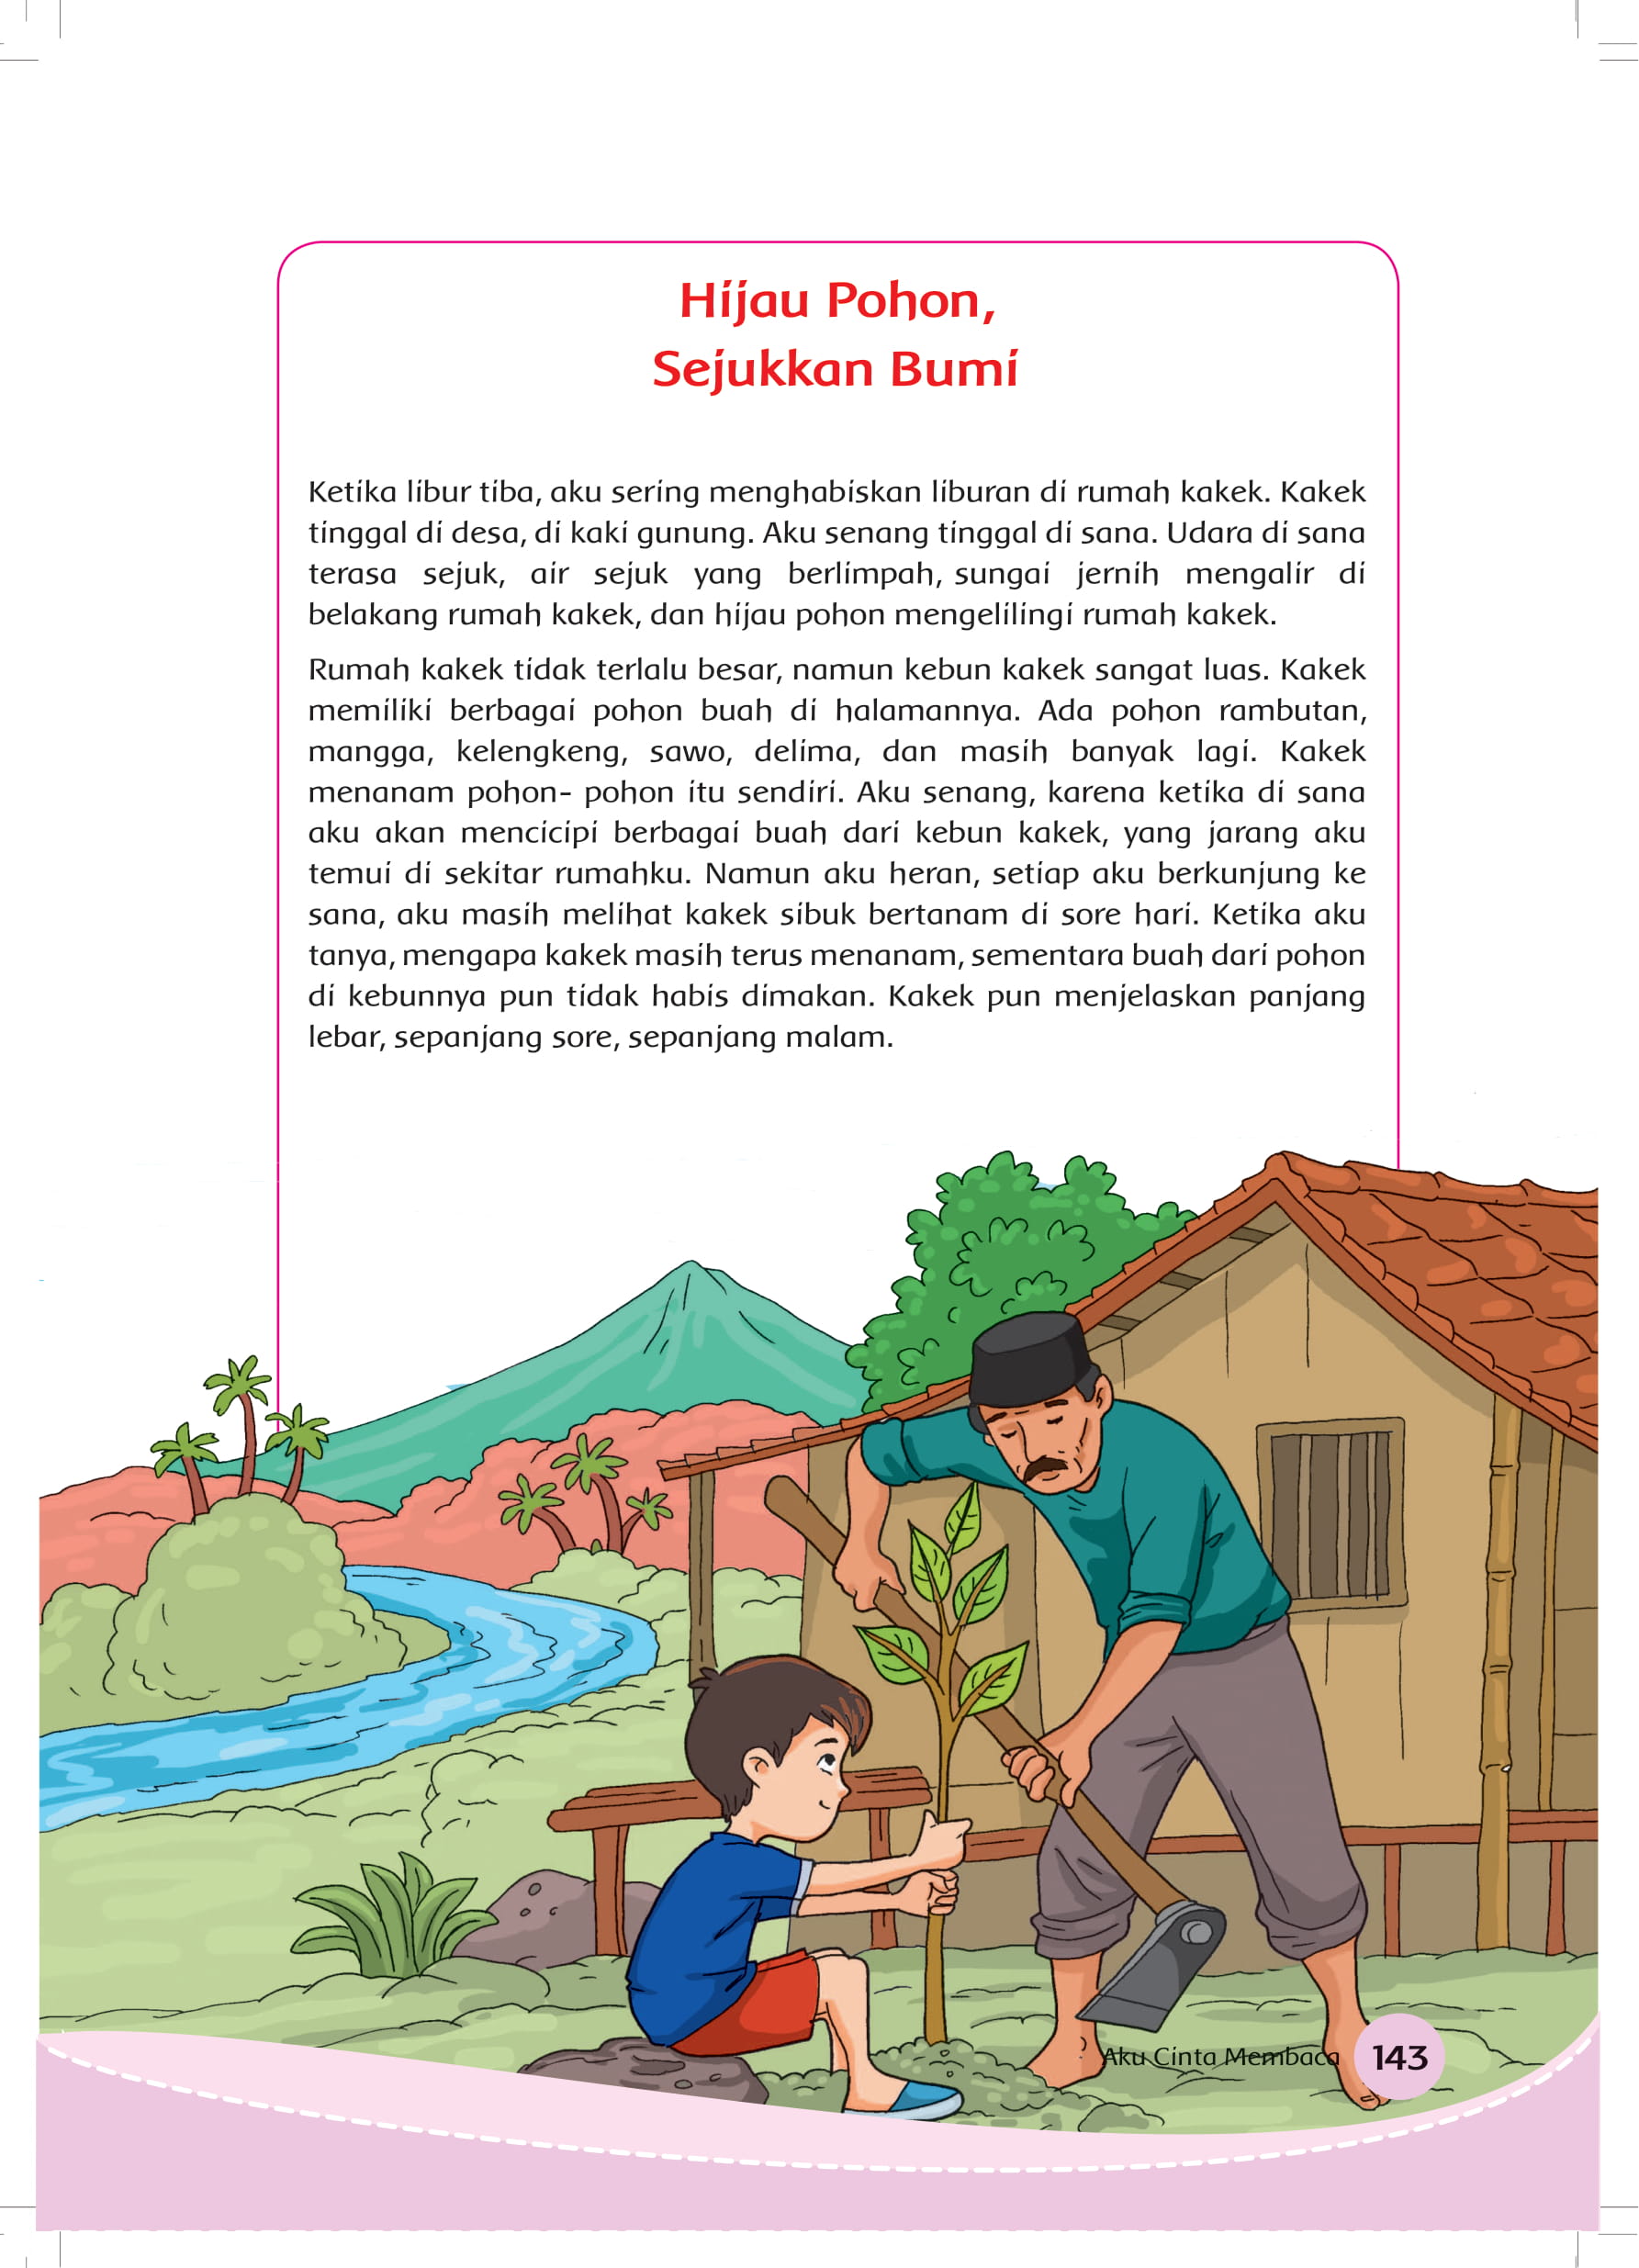 Hijau Pohon,
Sejukkan Bumi
Ketika libur tiba, aku sering menghabiskan liburan di rumah kakek. Kakek
tinggal di desa, di kaki gunung. Aku senang tinggal di sana. Udara di sana
terasa sejuk, air sejuk yang berlimpah, sungai jernih mengalir di
belakang rumah kakek, dan hijau pohon mengelilingi rumah kakek.
Rumah kakek tidak terlalu besar, namun kebun kakek sangat luas. Kakek
memiliki berbagai pohon buah di halamannya. Ada pohon rambutan,
mangga, kelengkeng, sawo, delima, dan masih banyak lagi. Kakek
menanam pohon- pohon itu sendiri. Aku senang, karena ketika di sana
aku akan mencicipi berbagai buah dari kebun kakek, yang jarang aku
temui di sekitar rumahku. Namun aku heran, setiap aku berkunjung ke
sana, aku masih melihat kakek sibuk bertanam di sore hari. Ketika aku
tanya, mengapa kakek masih terus menanam, sementara buah dari pohon
di kebunnya pun tidak habis dimakan. Kakek pun menjelaskan panjang
lebar, sepanjang sore, sepanjang malam.
Aku Cinta Membaca 143